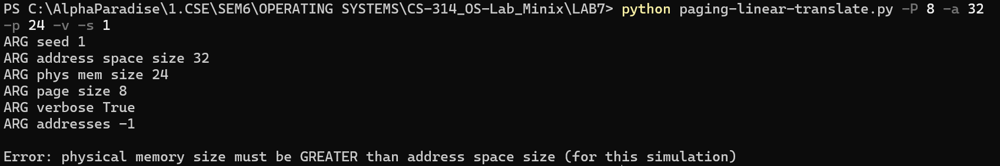 PS C:\AlphaParadise\1.CSE\SEM6\OPERATING SYSTEMS\CS-314_OS-Lab_Minix\LAB7> python paging-linear-translate.py -P 8 -a 32
-p 24 -v -s 1
ARG seed 1
ARG address space size 32
ARG phys mem size 24
ARG page size 8
ARG verbose True
ARG addresses -1
Error: physical memory size must be GREATER than address space size (for this simulation)